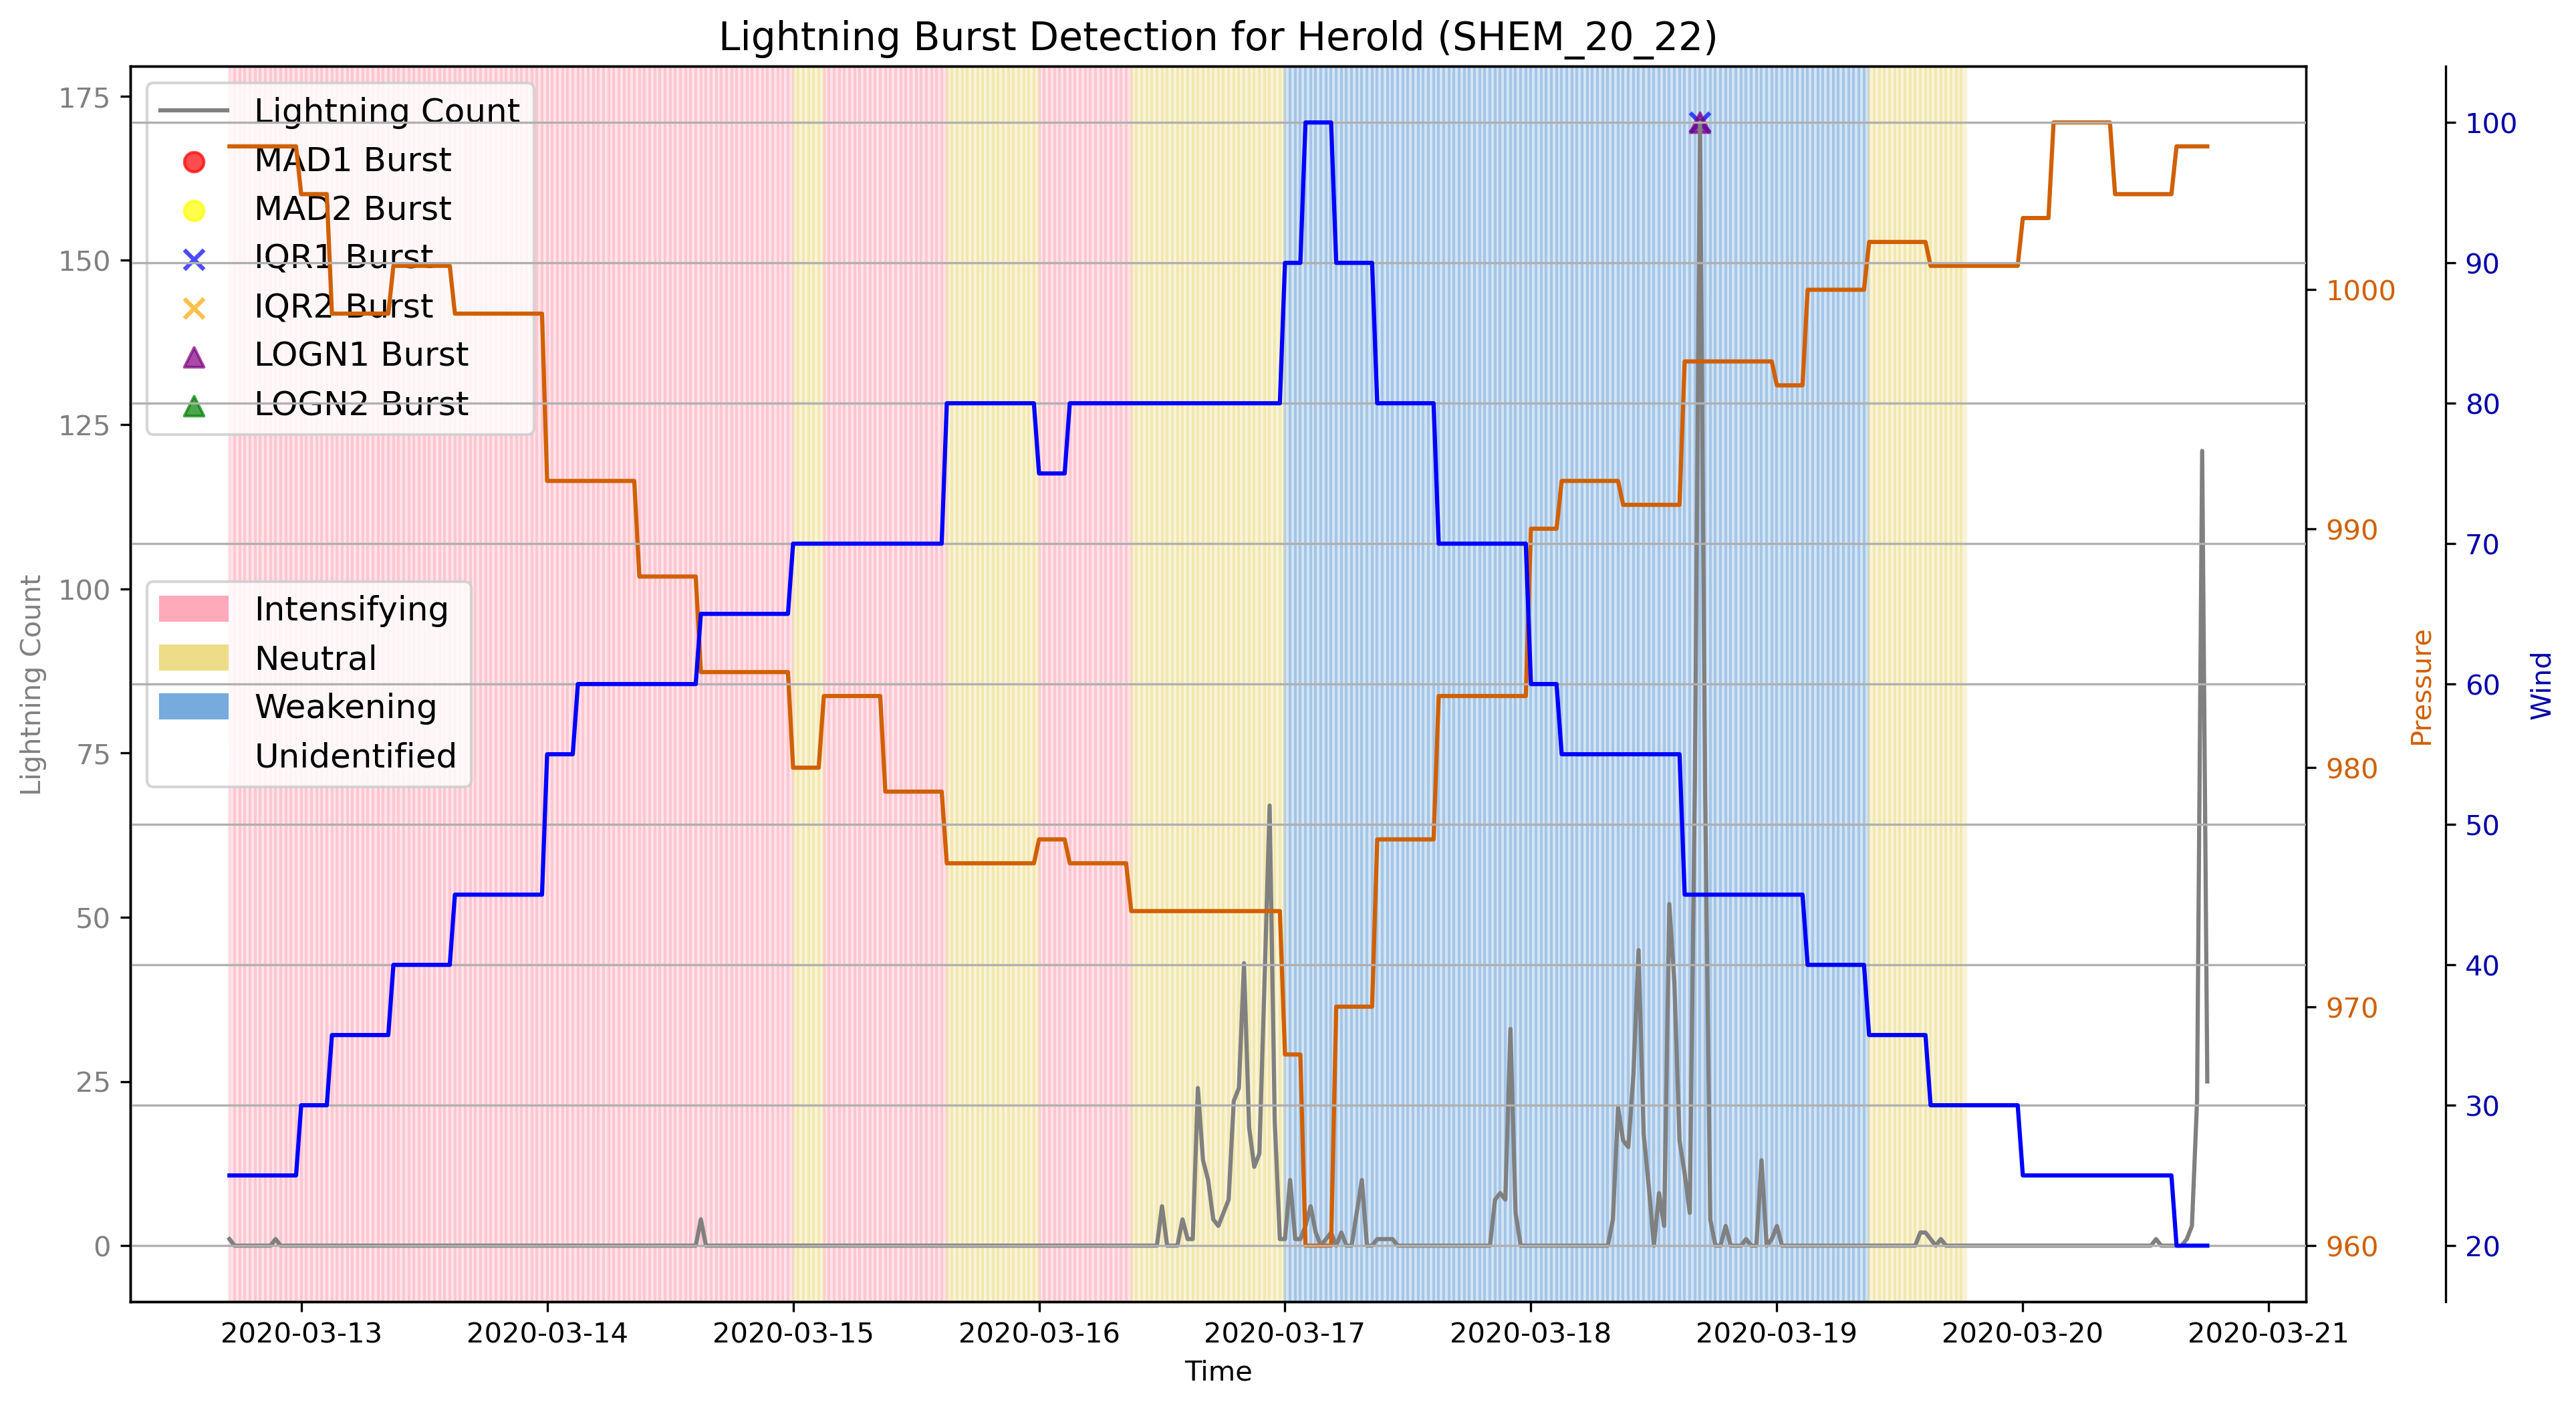 Lightning Burst Detection for Herold (SHEM_20_22)
Lightning Count
MAD1 Burst
MAD2 Burst
IQR1 Burst
IQR2 Burst
LOGN1 Burst
LOGN2 Burst
Intensifying
Neutral
Weakening
Unidentified
Lightning Count
175
150
125
100
75
50
25
0
1000
990
980
970
960
Pressure
100
90
80
70
60
50
40
30
20
Wind
2020-03-13 2020-03-14 2020-03-15 2020-03-16 2020-03-17 2020-03-18 2020-03-19 2020-03-20 2020-03-21
Time